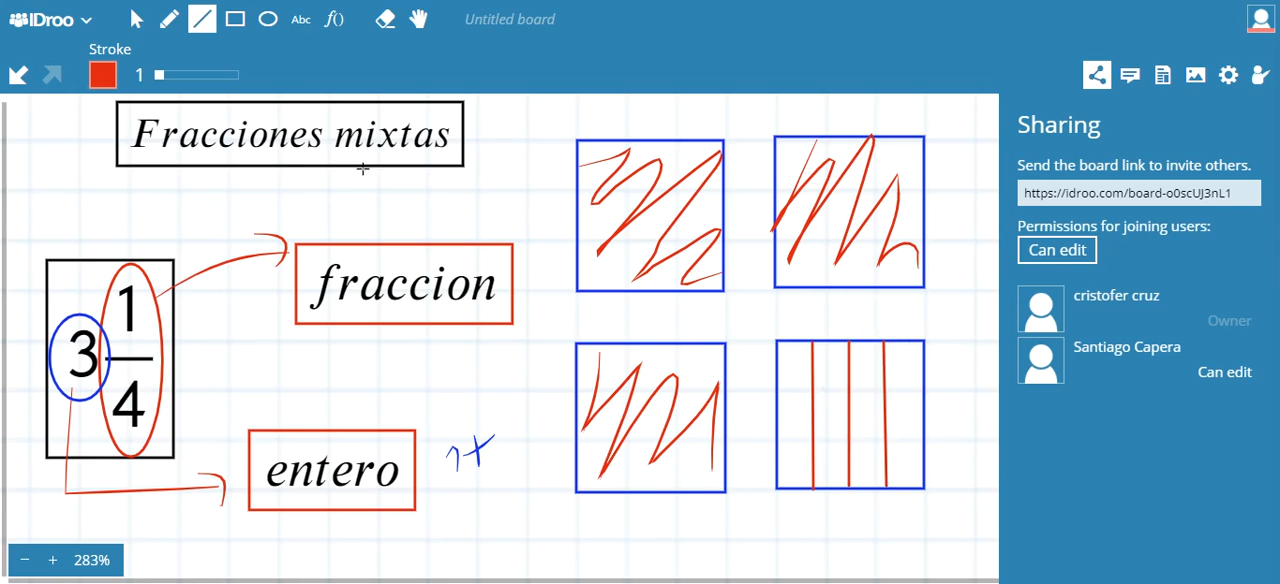 IDroo
Abc
f()
Untitled board
Stroke
1
Fracciones mixtas
3 1/4
fraccion
entero
Sharing
Send the board link to invite others.
https://idroo.com/board-o0scUJ3nL1
Permissions for joining users:
Can edit
cristofer cruz
Owner
Santiago Capera
Can edit
− + 283%